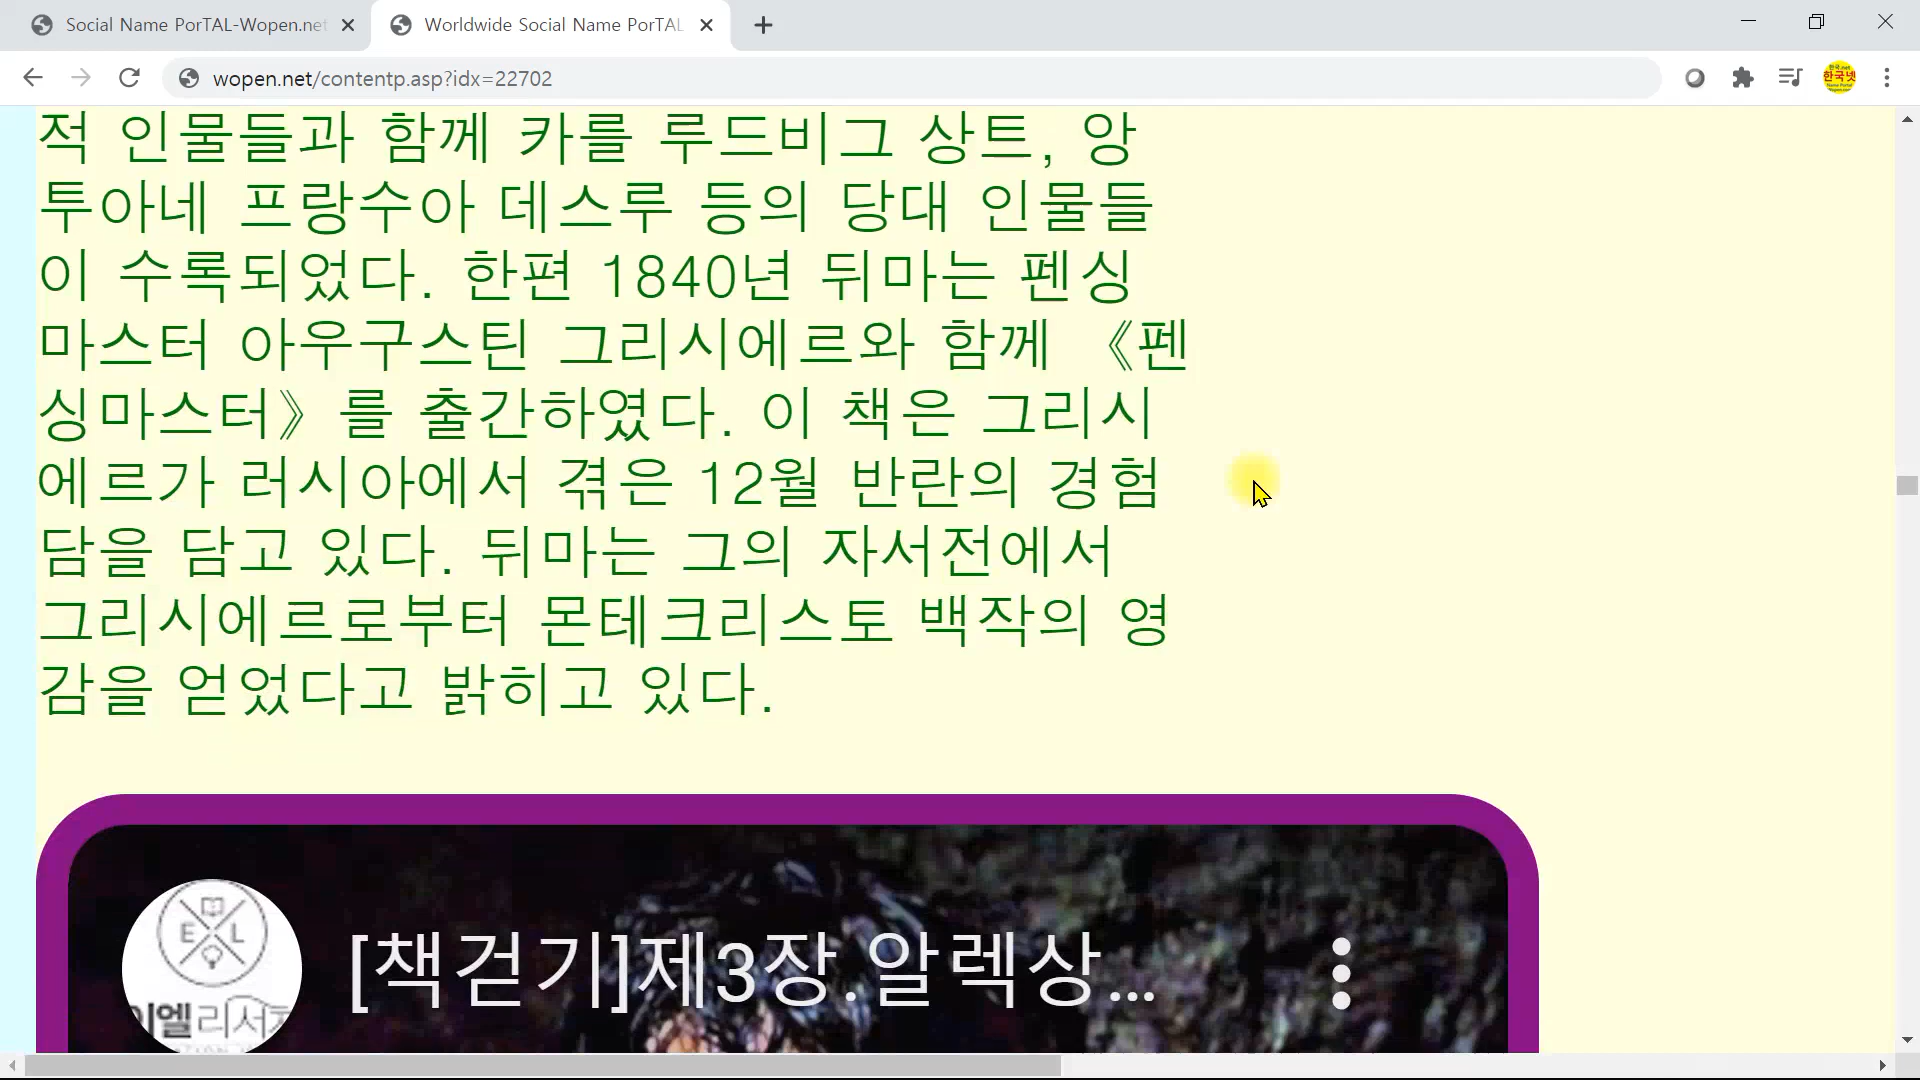 Social Name PorTAL-Wopen.net
Worldwide Social Name PorTAL
wopen.net/contentp.asp?idx=22702
한국넷
적 인물들과 함께 카를 루드비그 상트, 앙
투아네 프랑수아 데스루 등의 당대 인물들
이 수록되었다. 한편 1840년 뒤마는 펜싱
마스터 아우구스틴 그리시에르와 함께 《펜
싱마스터》를 출간하였다. 이 책은 그리시
에르가 러시아에서 겪은 12월 반란의 경험
담을 담고 있다. 뒤마는 그의 자서전에서
그리시에르로부터 몬테크리스토 백작의 영
감을 얻었다고 밝히고 있다.
E L
[책걷기]제3장.알렉상...
이엘리서치